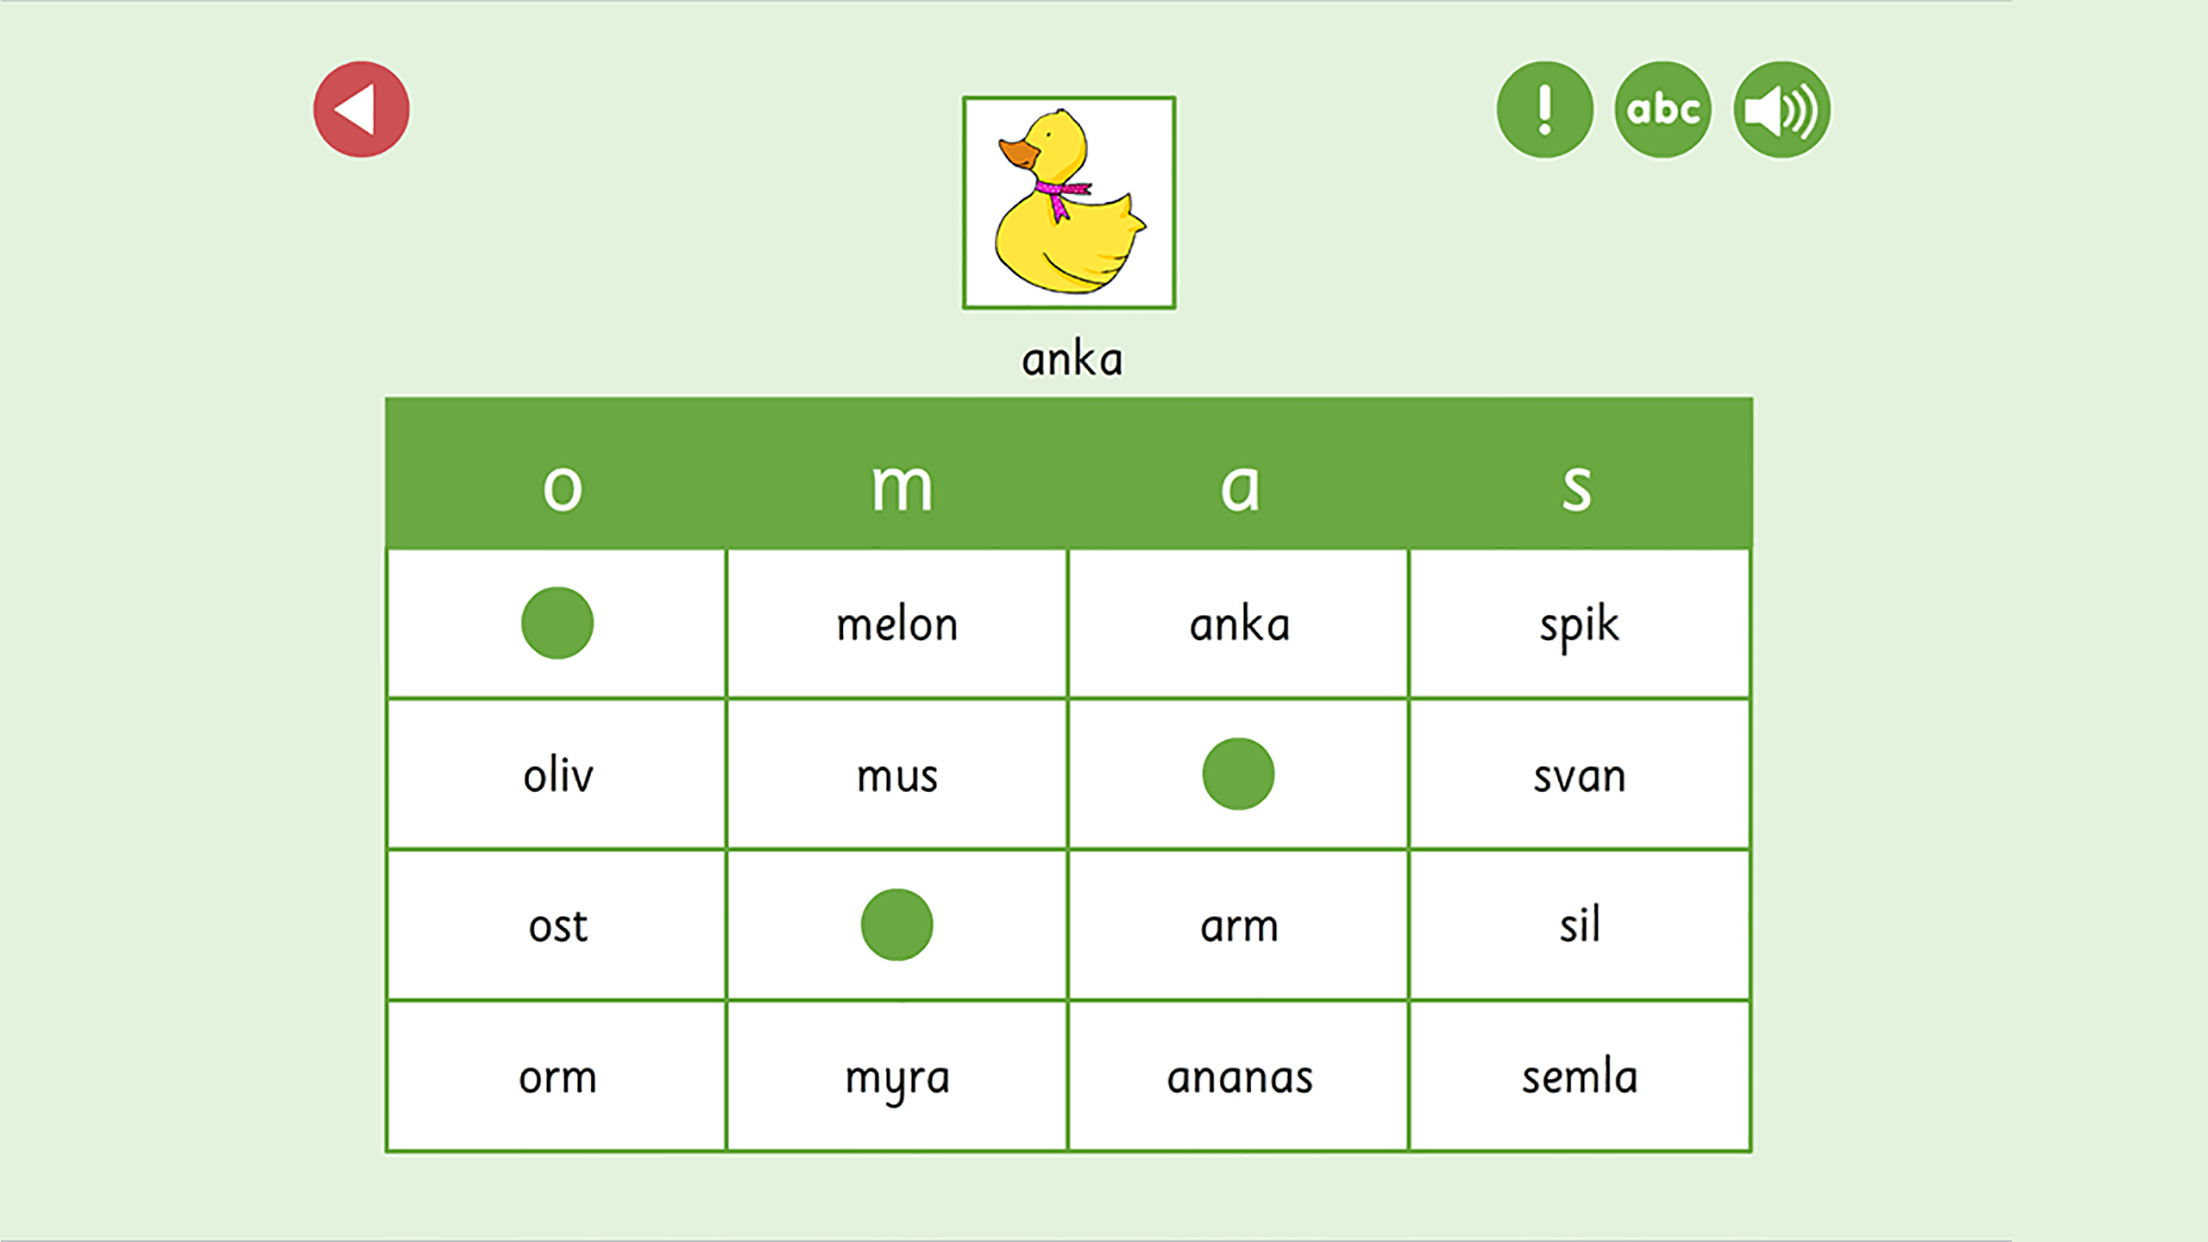 ! abc
anka
o m a s
melon anka spik
oliv mus svan
ost arm sil
orm myra ananas semla